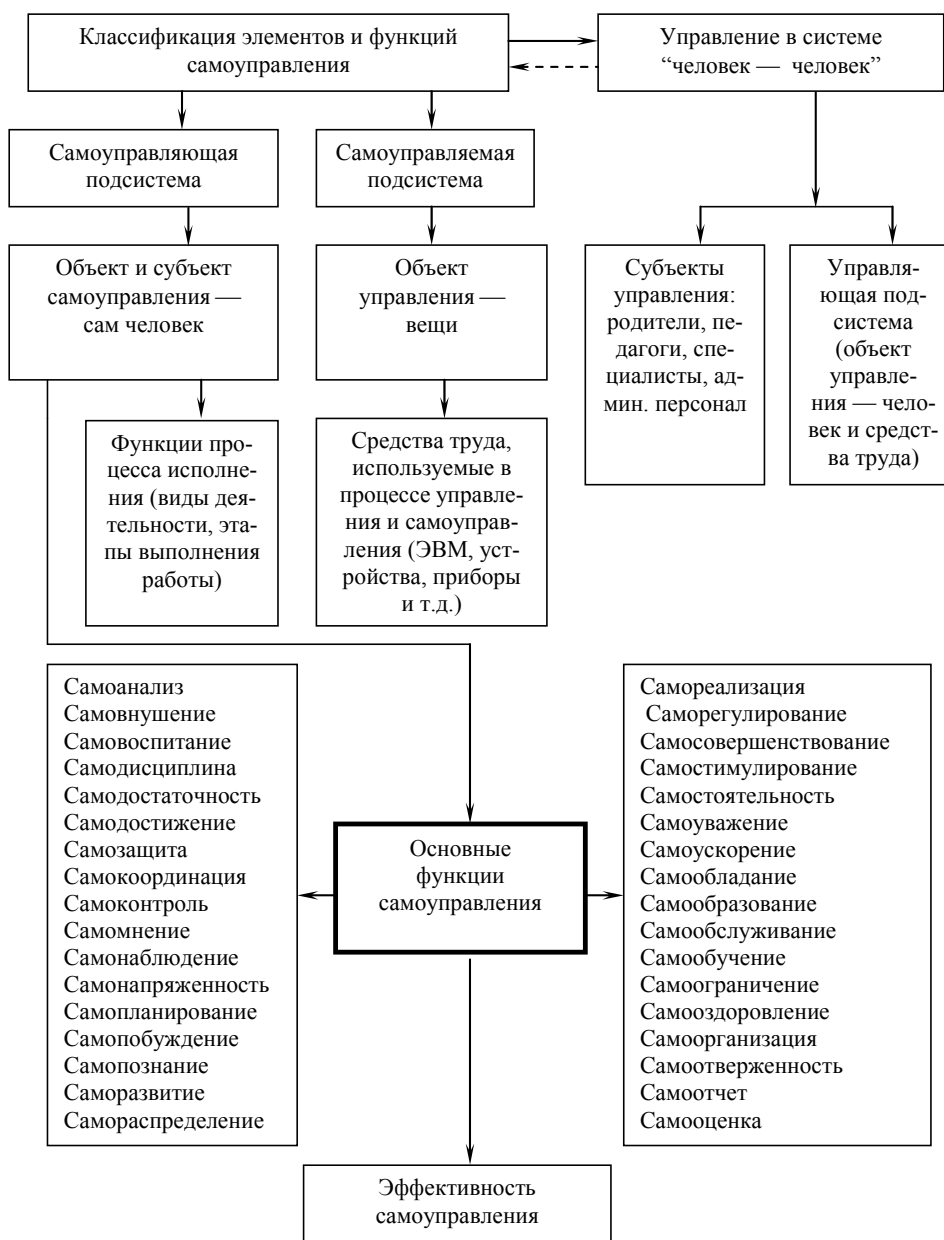 Классификация элементов и функций
самоуправления
Управление в системе
“человек — человек”
Самоуправляющая
подсистема
Самоуправляемая
подсистема
Объект и субъект
самоуправления —
сам человек
Объект
управления —
вещи
Субъекты
управления:
родители, пе-
дагоги, спе-
циалисты, ад-
мин. персонал
Управля-
ющая под-
система
(объект
управле-
ния — чело-
век и средст-
ва труда)
Функции про-
цесса исполне-
ния (виды дея-
тельности, эта-
пы выполнения
работы)
Средства труда,
используемые в
процессе управле-
ния и самоуправ-
ления (ЭВМ, уст-
ройства, приборы
и т.д.)
Самоанализ
Самовнушение
Самовоспитание
Самодисциплина
Самодостаточность
Самодостижение
Самозащита
Самокоординация
Самоконтроль
Самомнение
Самонаблюдение
Самонапряженность
Самопланирование
Самопобуждение
Самопознание
Саморазвитие
Самораспределение
Основные
функции
самоуправления
Самореализация
Саморегулирование
Самосовершенствование
Самостимулирование
Самостоятельность
Самоуважение
Самоускорение
Самообладание
Самообразование
Самообслуживание
Самообучение
Самоограничение
Самооздоровление
Самоорганизация
Самоотверженность
Самоотчет
Самооценка
Эффективность
самоуправления